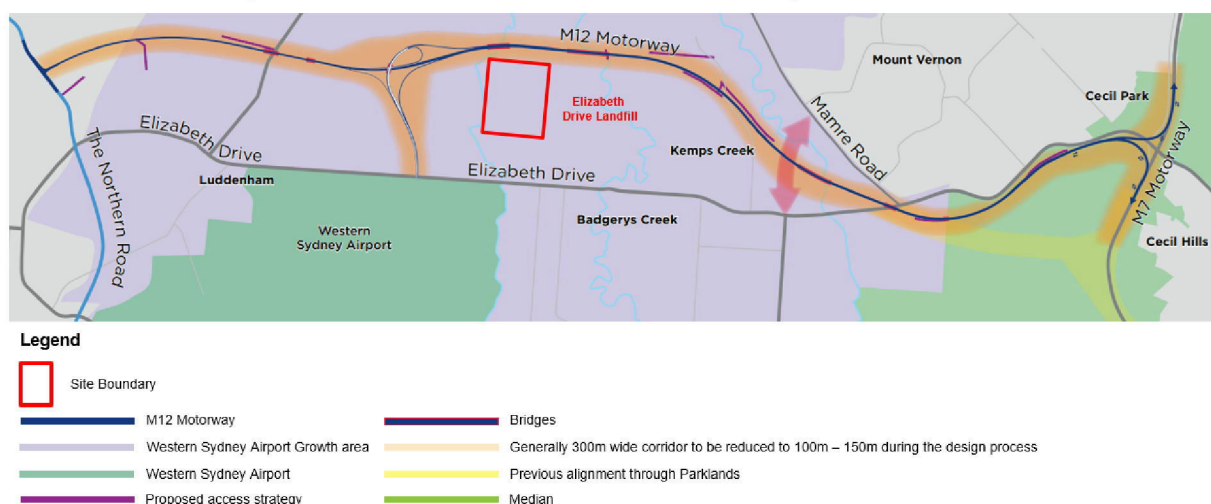 M12 Motorway
Mount Vernon
Cecil Park
Elizabeth
Drive Landfill
Mamre Road
The Northern Road
Elizabeth Drive
Kemps Creek
M7 Motorway
Luddenham
Elizabeth Drive
Badgerys Creek
Western
Sydney Airport
Cecil Hills
Legend
Site Boundary
M12 Motorway
Bridges
Western Sydney Airport Growth area
Generally 300m wide corridor to be reduced to 100m – 150m during the design process
Western Sydney Airport
Previous alignment through Parklands
Proposed access strategy
Median